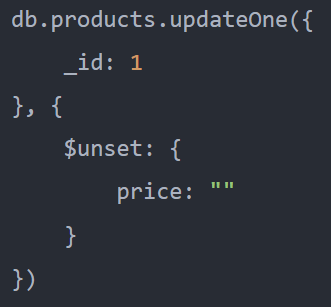 db.products.updateOne({
    _id: 1
}, {
    $unset: {
        price: ""
    }
})